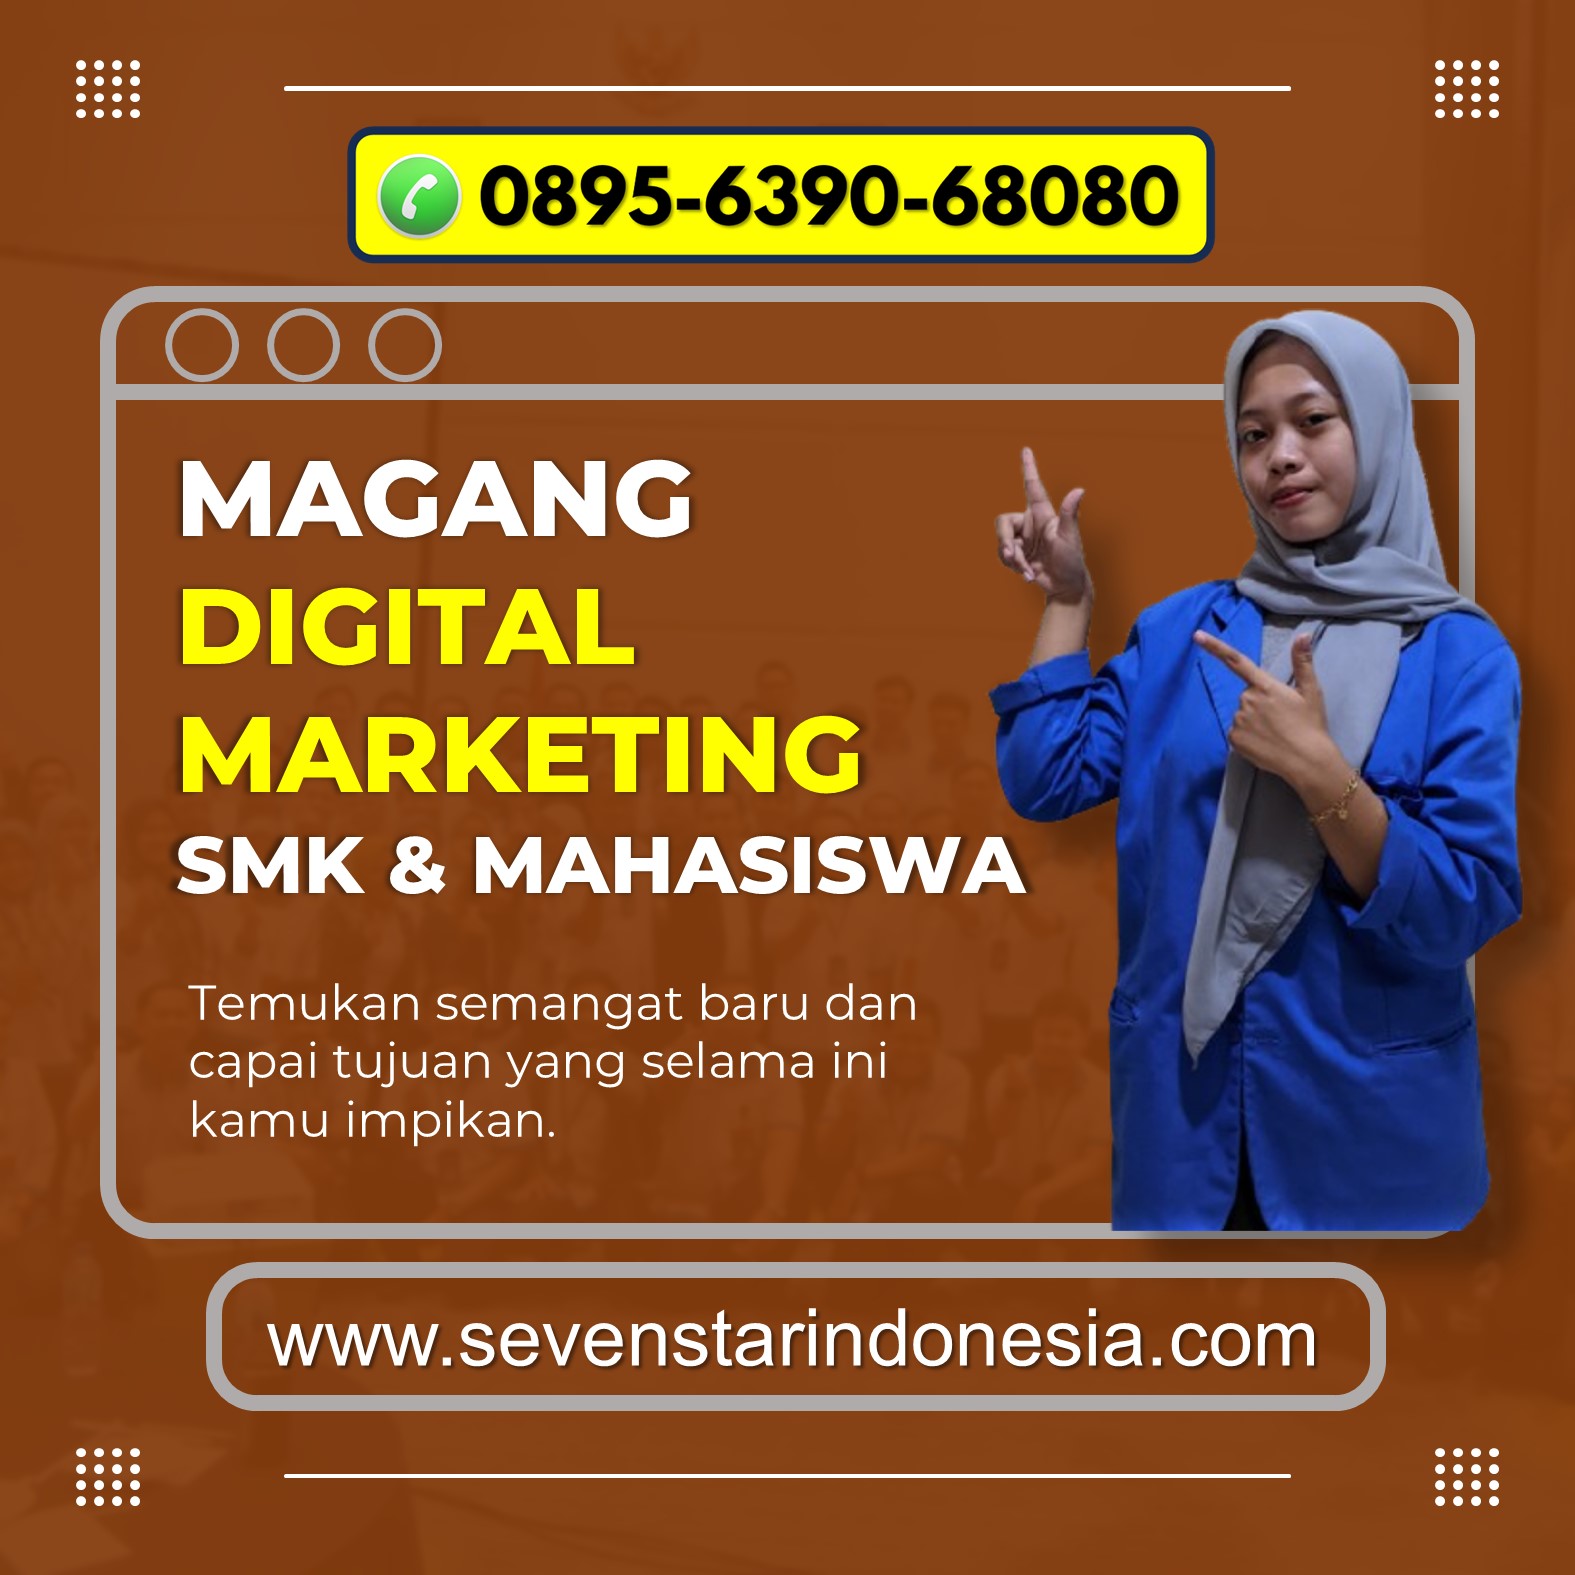 0895-6390-68080
MAGANG
DIGITAL
MARKETING
SMK & MAHASISWA
Temukan semangat baru dan
capai tujuan yang selama ini
kamu impikan.
www.sevenstarindonesia.com